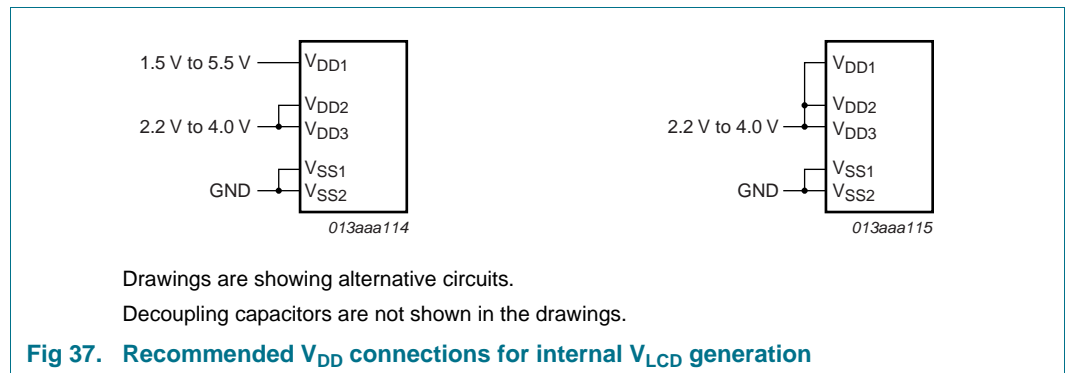 1.5 V to 5.5 V VDD1
VDD2
2.2 V to 4.0 V VDD3
VSS1
GND VSS2
013aaa114
VDD1
VDD2
2.2 V to 4.0 V VDD3
VSS1
GND VSS2
013aaa115
Drawings are showing alternative circuits.
Decoupling capacitors are not shown in the drawings.
Fig 37. Recommended VDD connections for internal VLCD generation